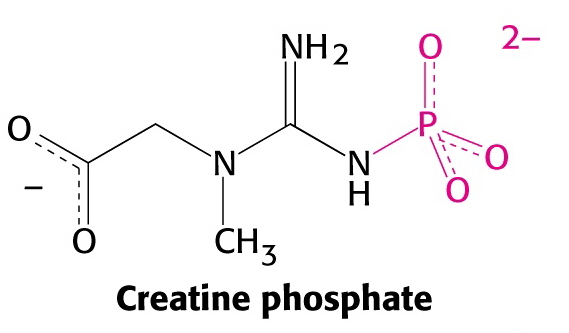 NH2 O 2–
O P
N N O
– H O
O CH3
Creatine phosphate